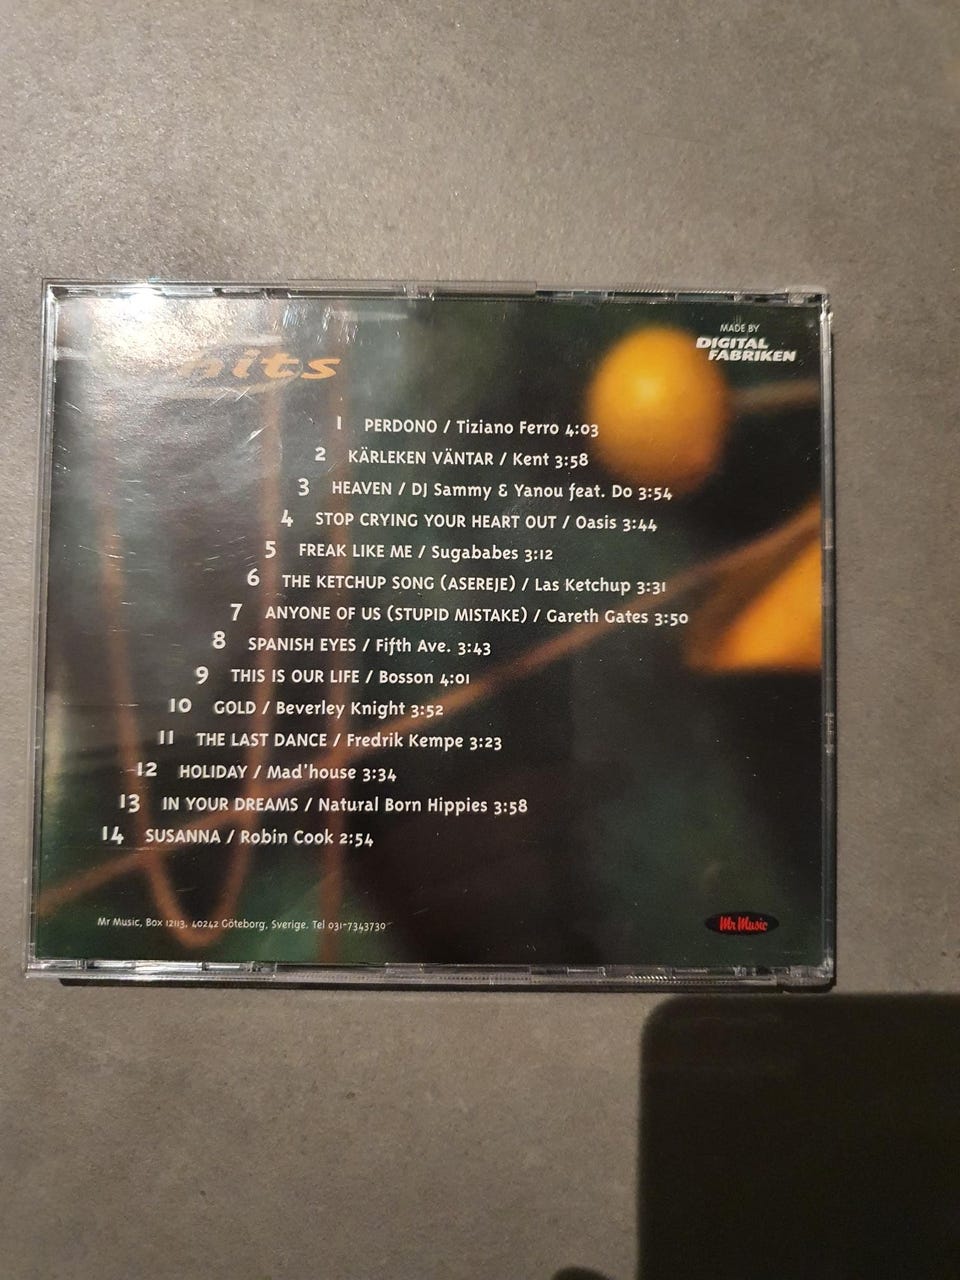 MADE BY
DIGITAL
FABRIKEN
hits
1 PERDONO / Tiziano Ferro 4:03
2 KÄRLEKEN VÄNTAR / Kent 3:58
3 HEAVEN / DJ Sammy & Yanou feat. Do 3:54
4 STOP CRYING YOUR HEART OUT / Oasis 3:44
5 FREAK LIKE ME / Sugababes 3:12
6 THE KETCHUP SONG (ASEREJE) / Las Ketchup 3:31
7 ANYONE OF US (STUPID MISTAKE) / Gareth Gates 3:50
8 SPANISH EYES / Fifth Ave. 3:43
9 THIS IS OUR LIFE / Bosson 4:01
10 GOLD / Beverley Knight 3:52
11 THE LAST DANCE / Fredrik Kempe 3:23
12 HOLIDAY / Mad'house 3:34
13 IN YOUR DREAMS / Natural Born Hippies 3:58
14 SUSANNA / Robin Cook 2:54
Mr Music, Box 12113, 40242 Göteborg, Sverige. Tel 031-7343730
Mr Music